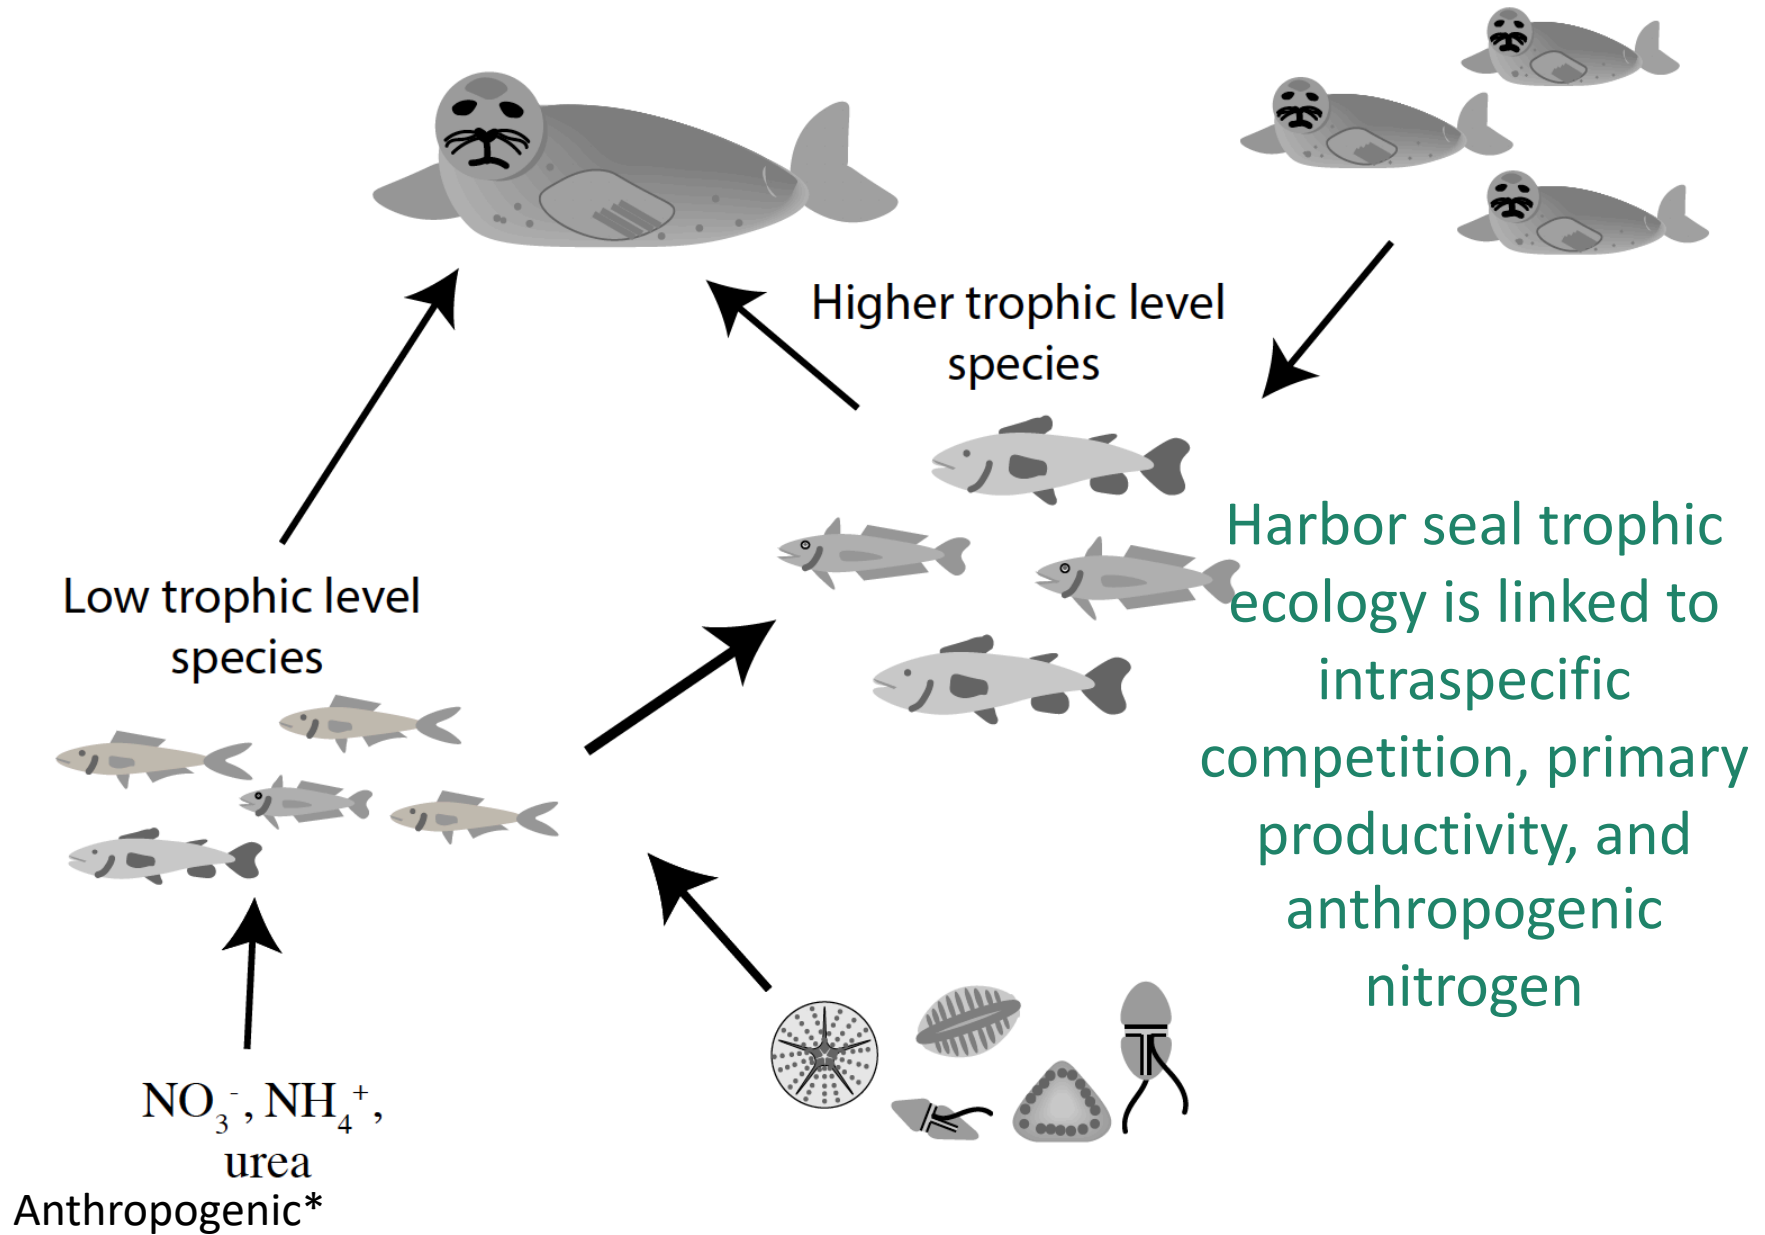 Higher trophic level
species
Low trophic level
species
Harbor seal trophic
ecology is linked to
intraspecific
competition, primary
productivity, and
anthropogenic
nitrogen
NO₃⁻, NH₄⁺,
urea
Anthropogenic*